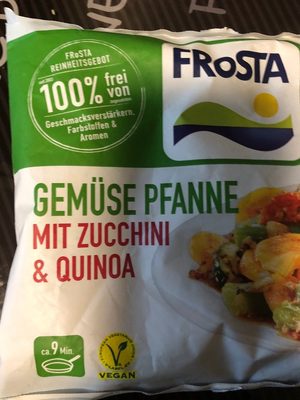 FRoSTA
REINHEITSGEBOT
100% frei von
Geschmacksverstärkern,
Farbstoffen &
Aromen
FRoSTA
GEMÜSE PFANNE
MIT ZUCCHINI
& QUINOA
ca. 9 Min.
VEGAN